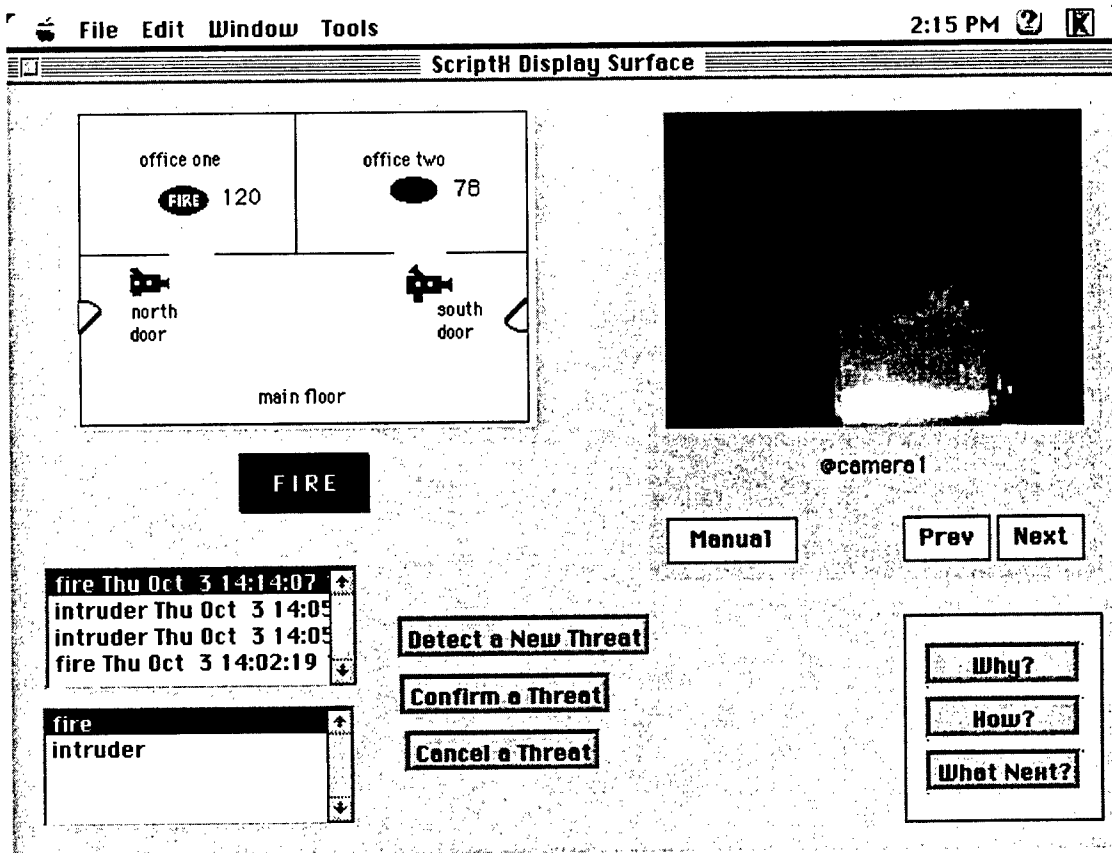 File Edit Window Tools 2:15 PM
ScriptX Display Surface
office one
FIRE 120
office two
78
north
door
south
door
main floor
FIRE
@camera1
Manual Prev Next
fire Thu Oct 3 14:14:07
intruder Thu Oct 3 14:05
intruder Thu Oct 3 14:05
fire Thu Oct 3 14:02:19
Detect a New Threat
Confirm a Threat
Cancel a Threat
fire
intruder
Why?
How?
What Next?